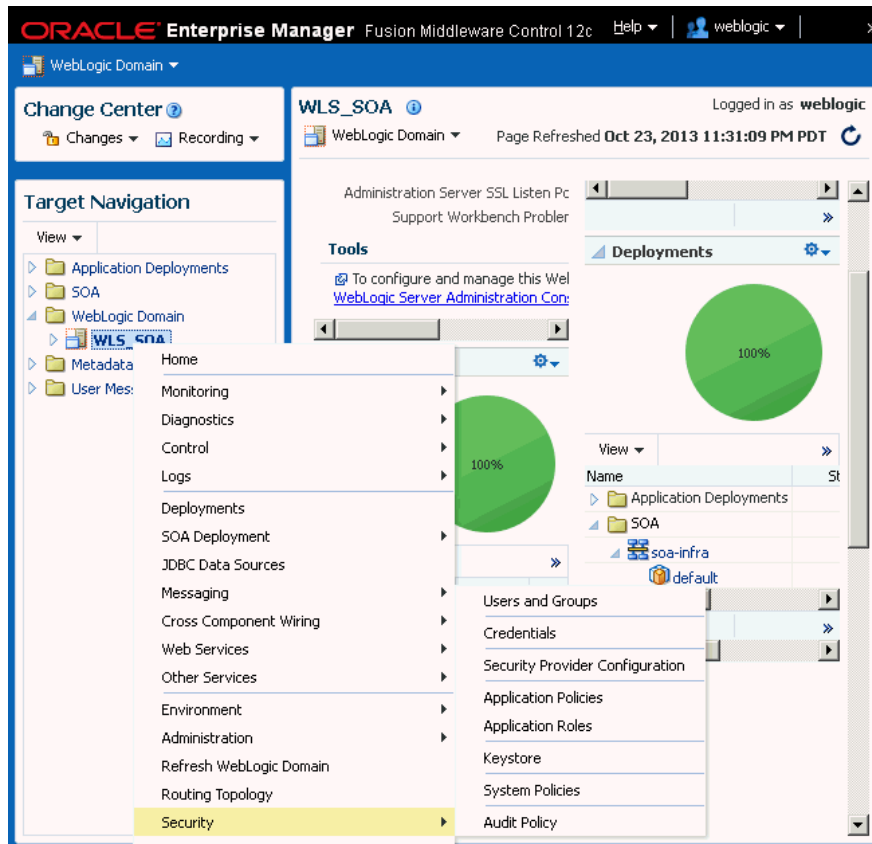 ORACLE Enterprise Manager Fusion Middleware Control 12c Help weblogic
WebLogic Domain
Change Center
Changes Recording
WLS_SOA Logged in as weblogic
WebLogic Domain Page Refreshed Oct 23, 2013 11:31:09 PM PDT
Target Navigation
View
Application Deployments
SOA
WebLogic Domain
WLS_SOA
Metadata
User Mes
Administration Server SSL Listen Pc
Support Workbench Probler
Tools
To configure and manage this Wel
WebLogic Server Administration Con
100%
Deployments
100%
View
Name St
Application Deployments
SOA
soa-infra
default
Home
Monitoring
Diagnostics
Control
Logs
Deployments
SOA Deployment
JDBC Data Sources
Messaging
Cross Component Wiring
Web Services
Other Services
Environment
Administration
Refresh WebLogic Domain
Routing Topology
Security
Users and Groups
Credentials
Security Provider Configuration
Application Policies
Application Roles
Keystore
System Policies
Audit Policy